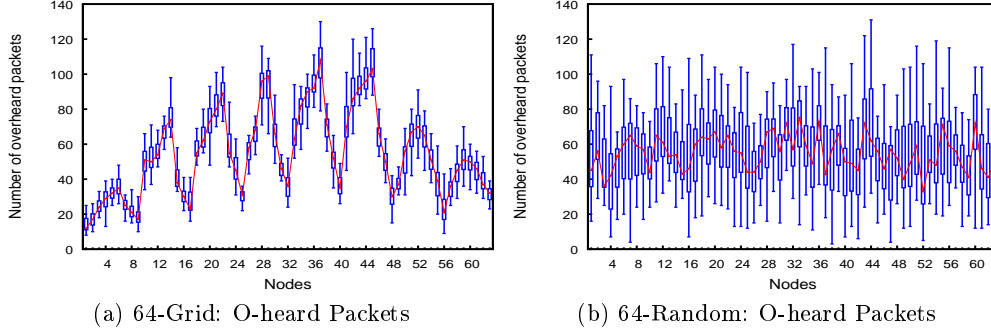 140
120
100
80
60
40
20
0
Number of overheard packets
4 8 12 16 20 24 28 32 36 40 44 48 52 56 60
Nodes
(a) 64-Grid: O-heard Packets
140
120
100
80
60
40
20
0
Number of overheard packets
4 8 12 16 20 24 28 32 36 40 44 48 52 56 60
Nodes
(b) 64-Random: O-heard Packets